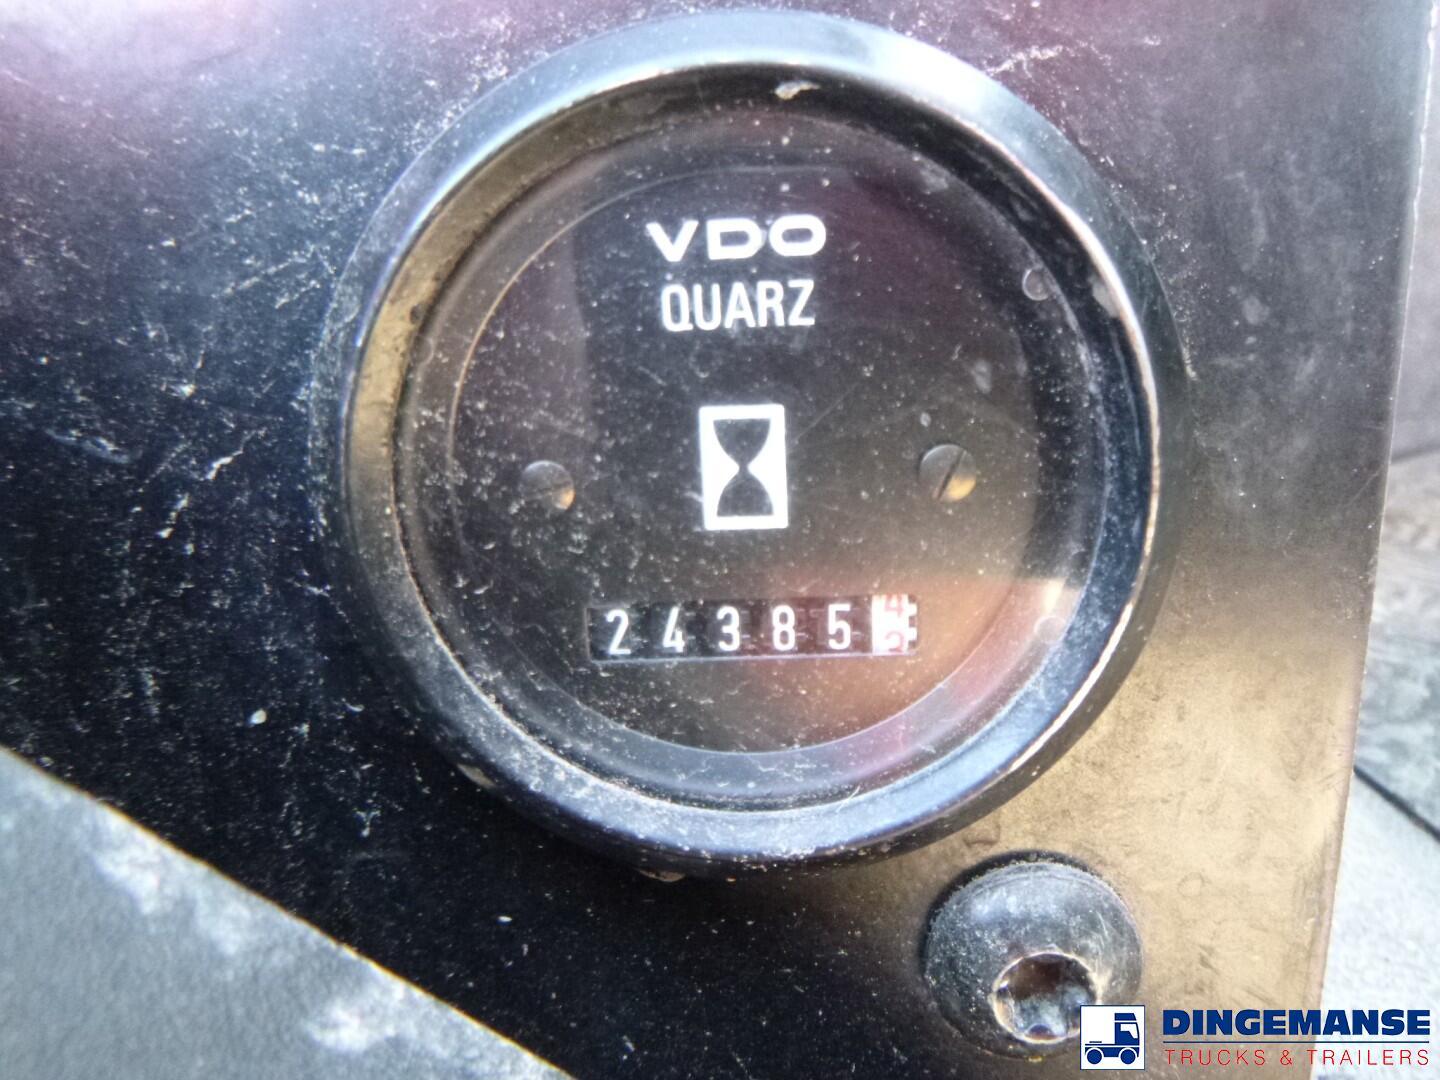 VDO
QUARZ
24385
DINGEMANSE
TRUCKS & TRAILERS